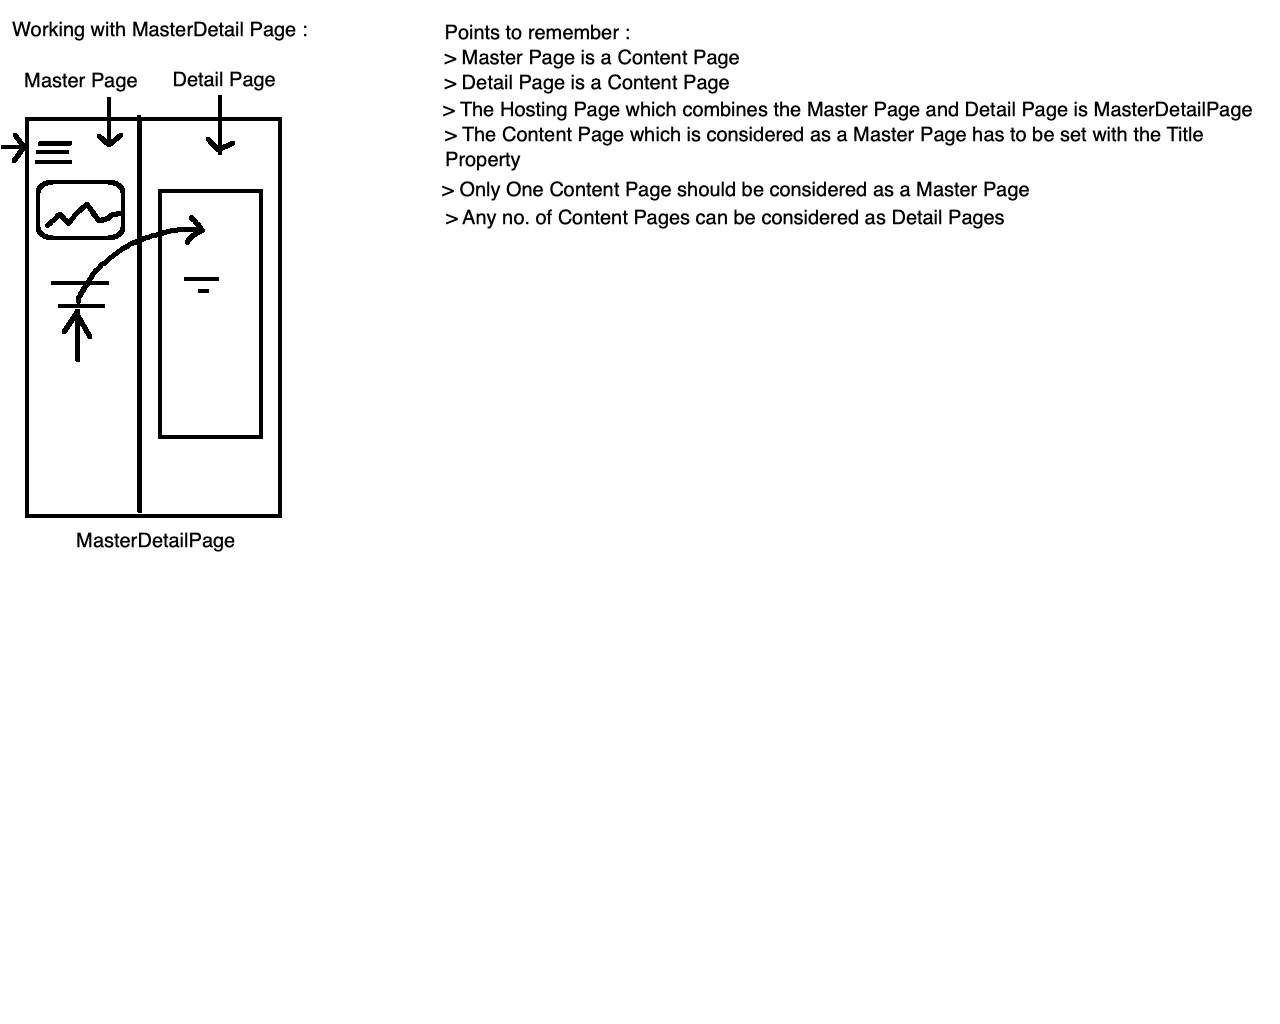 Working with MasterDetail Page :
Master Page
Detail Page
MasterDetailPage
Points to remember :
> Master Page is a Content Page
> Detail Page is a Content Page
> The Hosting Page which combines the Master Page and Detail Page is MasterDetailPage
> The Content Page which is considered as a Master Page has to be set with the Title
Property
> Only One Content Page should be considered as a Master Page
> Any no. of Content Pages can be considered as Detail Pages